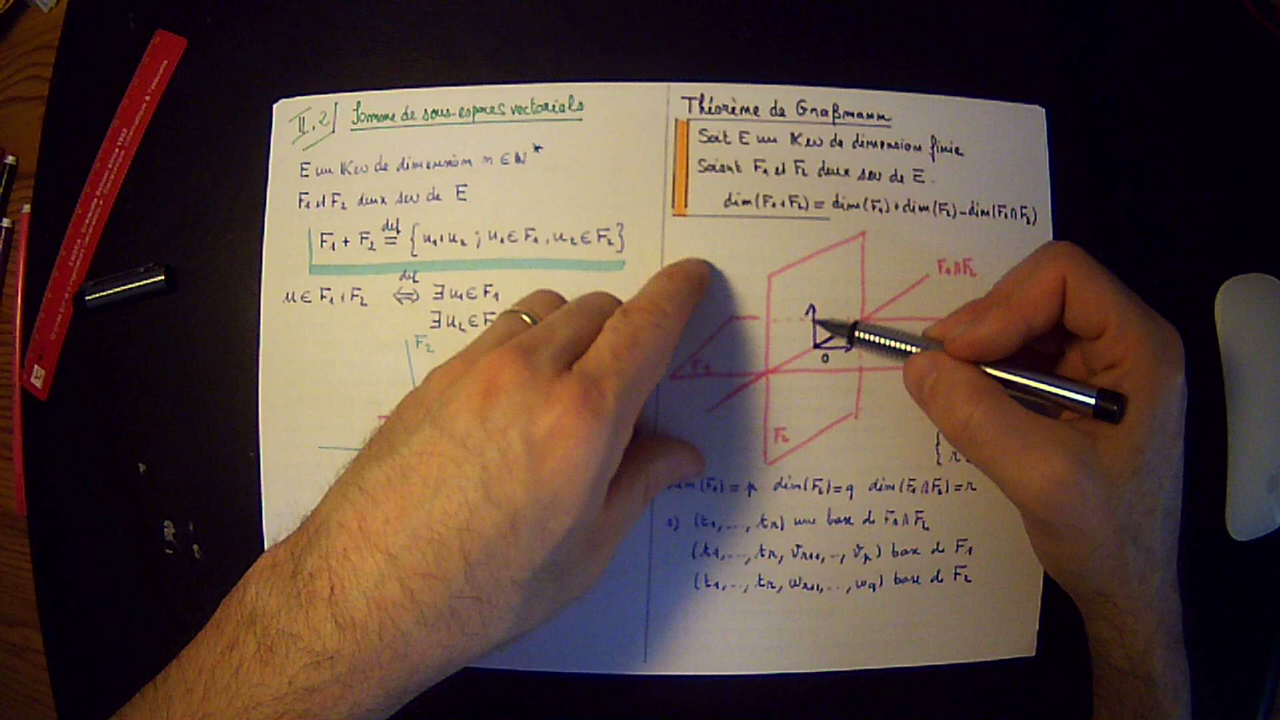 II.2/ Somme de sous-espaces vectoriels
E un Kev de dimension n ∈ N*
F1 et F2 deux sev de E
F1 + F2 def = { u1+u2 ; u1 ∈ F1, u2 ∈ F2 }
u ∈ F1+F2 def ⇔ ∃ u1 ∈ F1
∃ u2 ∈ F
F2
Théorème de Graßmann
Soit E un Kev de dimension finie
Soient F1 et F2 deux sev de E.
dim(F1+F2) = dim(F1)+dim(F2)-dim(F1∩F2)
F1∩F2
F1
0
F2
dim(F1)=p dim(F2)=q dim(F1∩F2)=r
(t1,...,tr) une base de F1∩F2
(t1,...,tr, vr+1,..,vp) base de F1
(t1,...,tr, wr+1,...,wq) base de F2